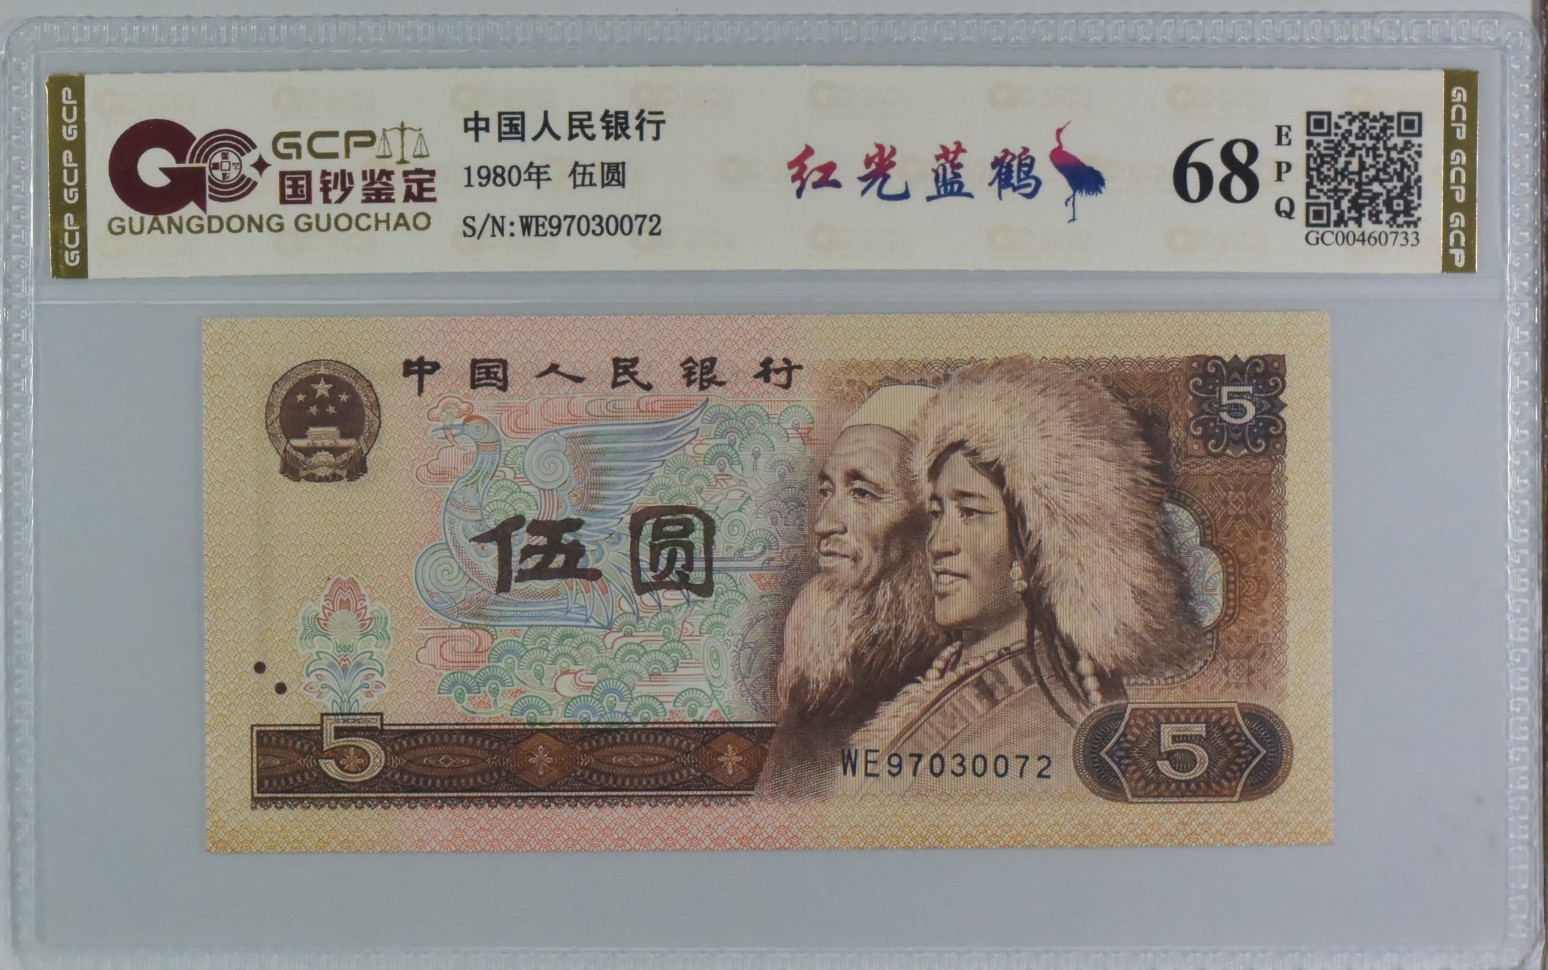 GCP GCP GCP
GCP
国钞鉴定
GUANGDONG GUOCHAO
中国人民银行
1980年 伍圆
S/N:WE97030072
红光蓝鹤
68
EPQ
GC00460733
GCP GCP GCP
中国人民银行
5
伍圆
5
WE97030072
5